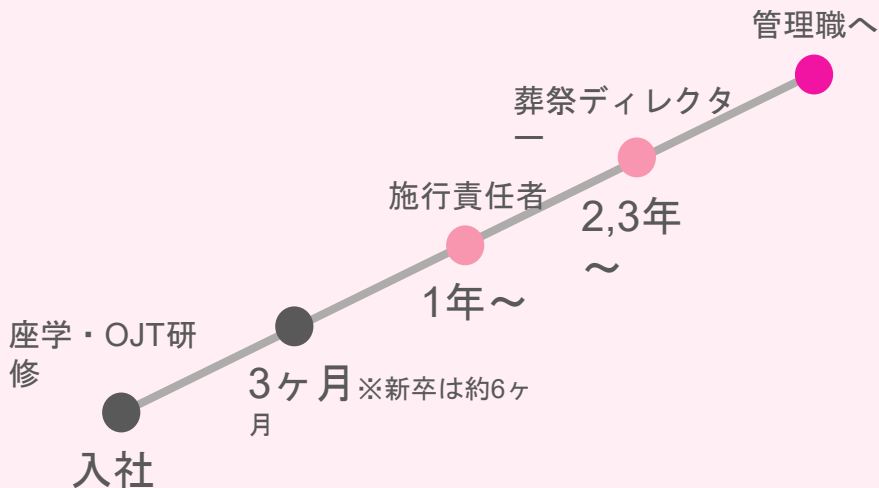 管理職へ
葬祭ディレクタ
ー
施行責任者
2,3年
～
1年～
座学・OJT研
修
3ヶ月※新卒は約6ヶ
月
入社